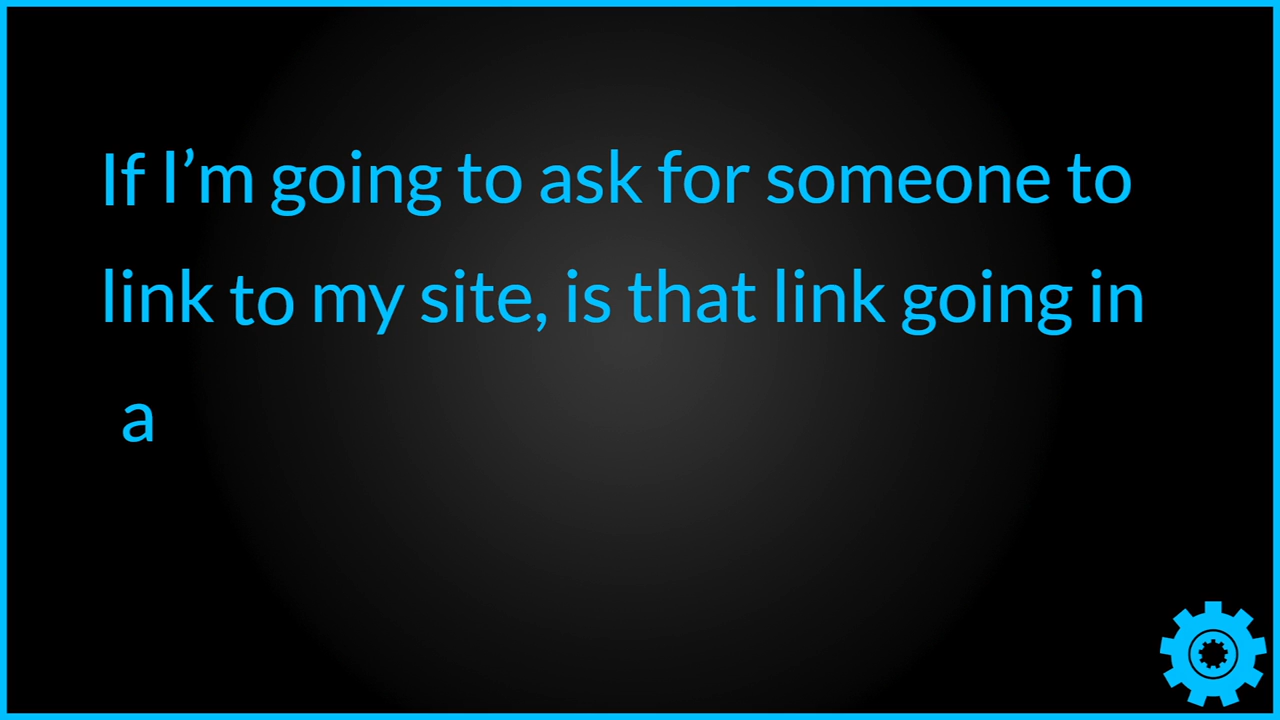 If I’m going to ask for someone to
link to my site, is that link going in
a